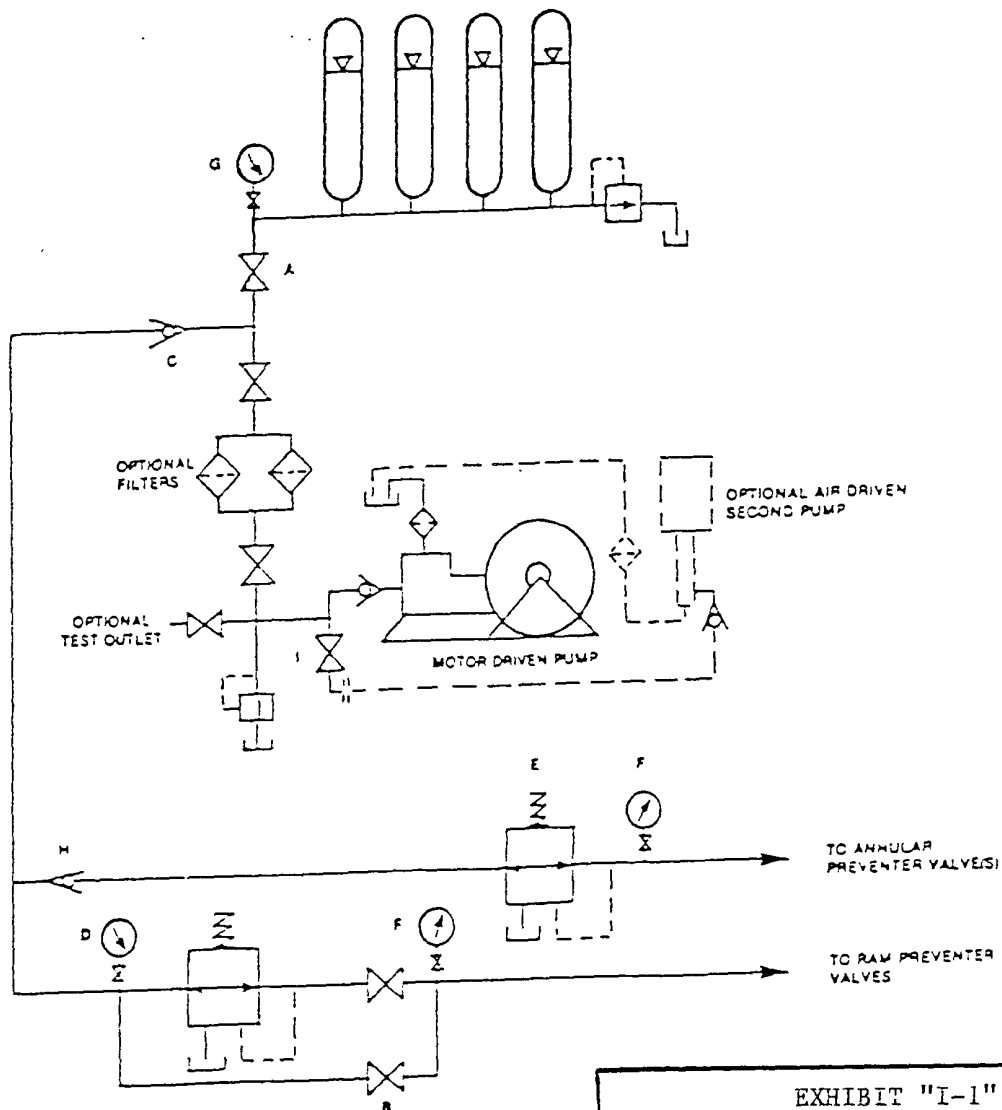 G
A
C
OPTIONAL
FILTERS
OPTIONAL AIR DRIVEN
SECOND PUMP
OPTIONAL
TEST OUTLET
I
MOTOR DRIVEN PUMP
E
F
H
TO ANNULAR
PREVENTER VALVE(S)
D
F
TO RAM PREVENTER
VALVES
B
EXHIBIT "I-1"